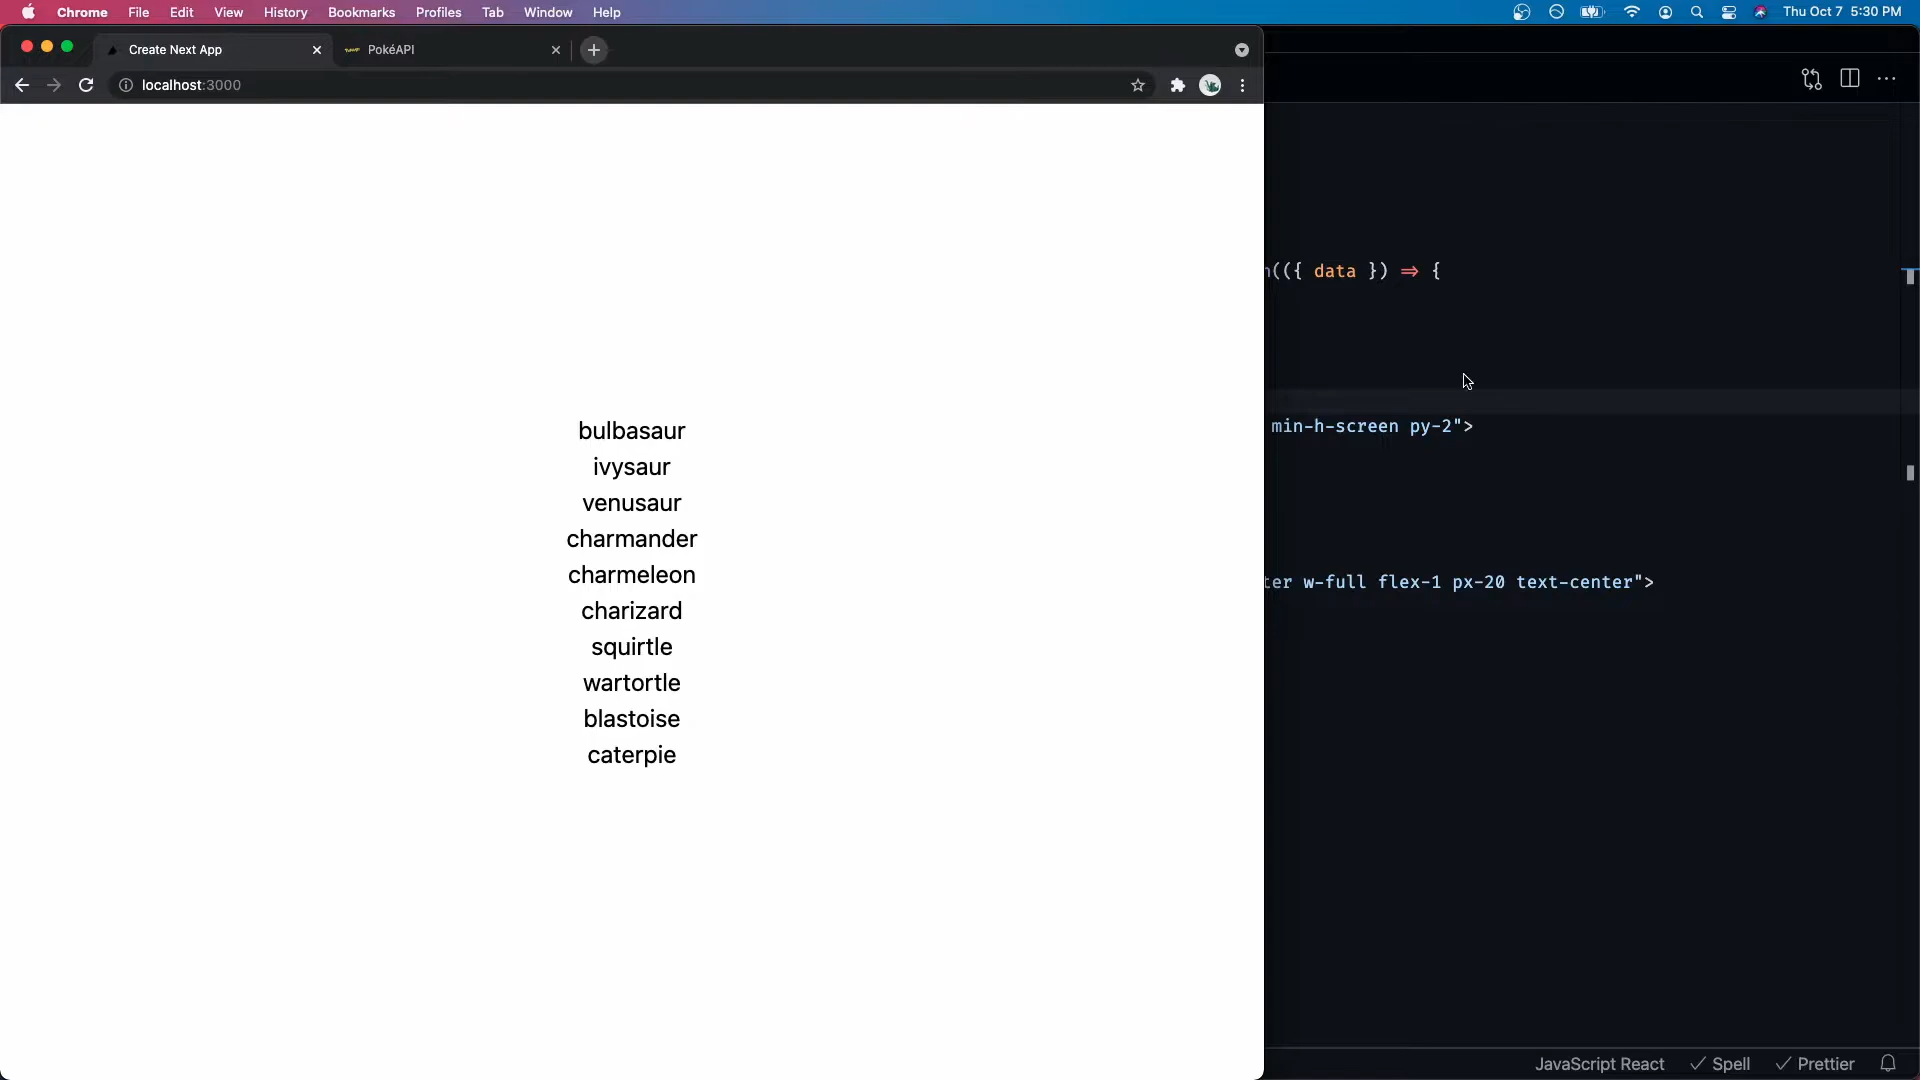 Chrome File Edit View History Bookmarks Profiles Tab Window Help Thu Oct 7 5:30 PM
Create Next App PokéAPI
localhost:3000
bulbasaur
ivysaur
venusaur
charmander
charmeleon
charizard
squirtle
wartortle
blastoise
caterpie
(({ data }) ⇒ {
min-h-screen py-2">
ter w-full flex-1 px-20 text-center">
JavaScript React ✓ Spell ✓ Prettier